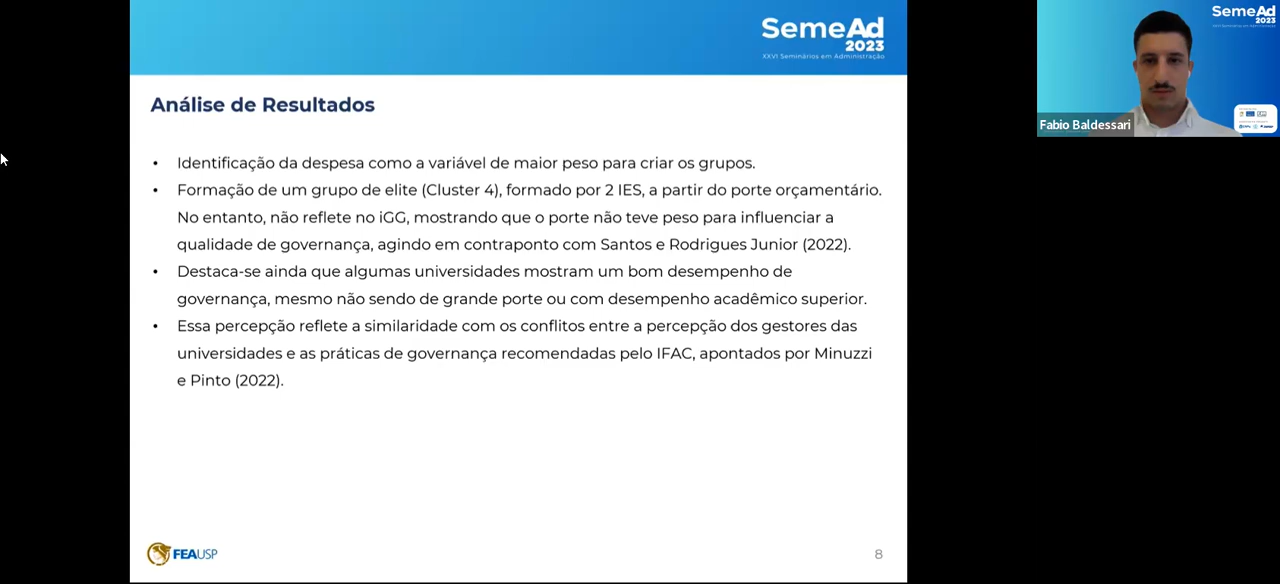 SemeAd
2023
XXVI Seminários em Administração
Análise de Resultados
• Identificação da despesa como a variável de maior peso para criar os grupos.
• Formação de um grupo de elite (Cluster 4), formado por 2 IES, a partir do porte orçamentário.
No entanto, não reflete no iGG, mostrando que o porte não teve peso para influenciar a
qualidade de governança, agindo em contraponto com Santos e Rodrigues Junior (2022).
• Destaca-se ainda que algumas universidades mostram um bom desempenho de
governança, mesmo não sendo de grande porte ou com desempenho acadêmico superior.
• Essa percepção reflete a similaridade com os conflitos entre a percepção dos gestores das
universidades e as práticas de governança recomendadas pelo IFAC, apontados por Minuzzi
e Pinto (2022).
FEAUSP
8
SemeAd
2023
Fabio Baldessari